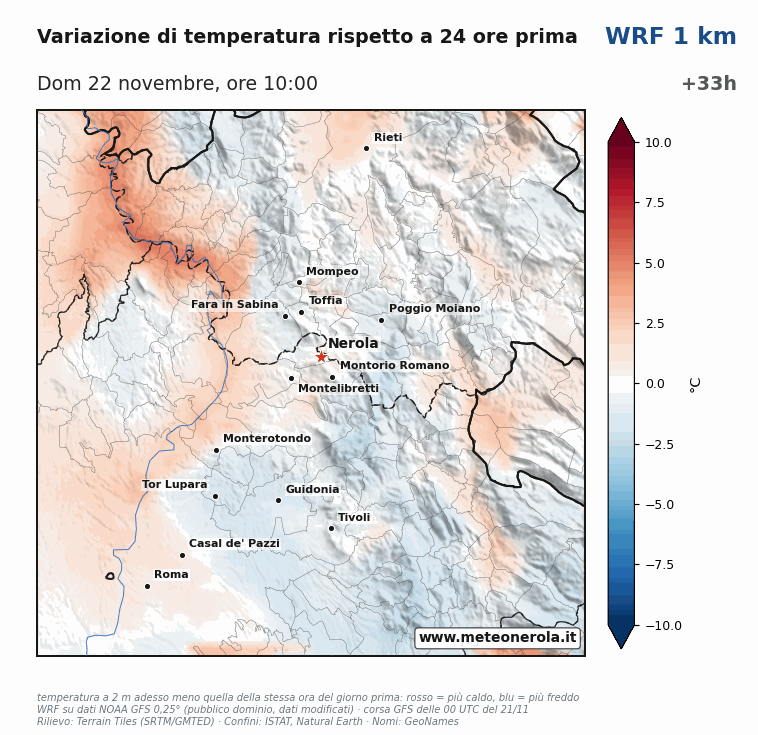 Variazione di temperatura rispetto a 24 ore prima
WRF 1 km
Dom 22 novembre, ore 10:00
+33h
Rieti
Mompeo
Fara in Sabina
Toffia
Poggio Moiano
Nerola
Montorio Romano
Montelibretti
Monterotondo
Tor Lupara
Guidonia
Tivoli
Casal de' Pazzi
Roma
www.meteonerola.it
10.0
7.5
5.0
2.5
0.0
−2.5
−5.0
−7.5
−10.0
°C
temperatura a 2 m adesso meno quella della stessa ora del giorno prima: rosso = più caldo, blu = più freddo
WRF su dati NOAA GFS 0,25° (pubblico dominio, dati modificati) · corsa GFS delle 00 UTC del 21/11
Rilievo: Terrain Tiles (SRTM/GMTED) · Confini: ISTAT, Natural Earth · Nomi: GeoNames